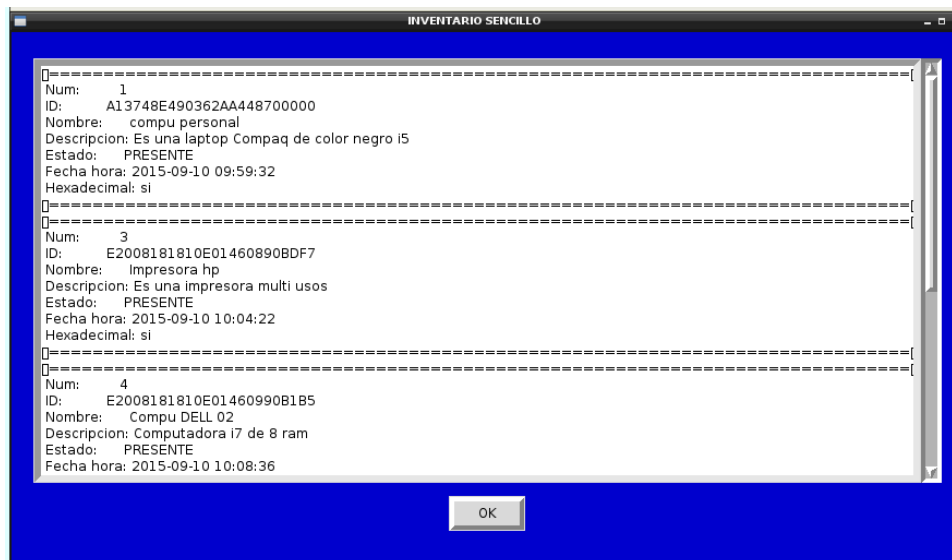 INVENTARIO SENCILLO
▯===============================================================================[
Num: 1
ID: A13748E490362AA448700000
Nombre: compu personal
Descripcion: Es una laptop Compaq de color negro i5
Estado: PRESENTE
Fecha hora: 2015-09-10 09:59:32
Hexadecimal: si
▯===============================================================================[
▯===============================================================================[
Num: 3
ID: E2008181810E01460890BDF7
Nombre: Impresora hp
Descripcion: Es una impresora multi usos
Estado: PRESENTE
Fecha hora: 2015-09-10 10:04:22
Hexadecimal: si
▯===============================================================================[
▯===============================================================================[
Num: 4
ID: E2008181810E01460990B1B5
Nombre: Compu DELL 02
Descripcion: Computadora i7 de 8 ram
Estado: PRESENTE
Fecha hora: 2015-09-10 10:08:36
OK